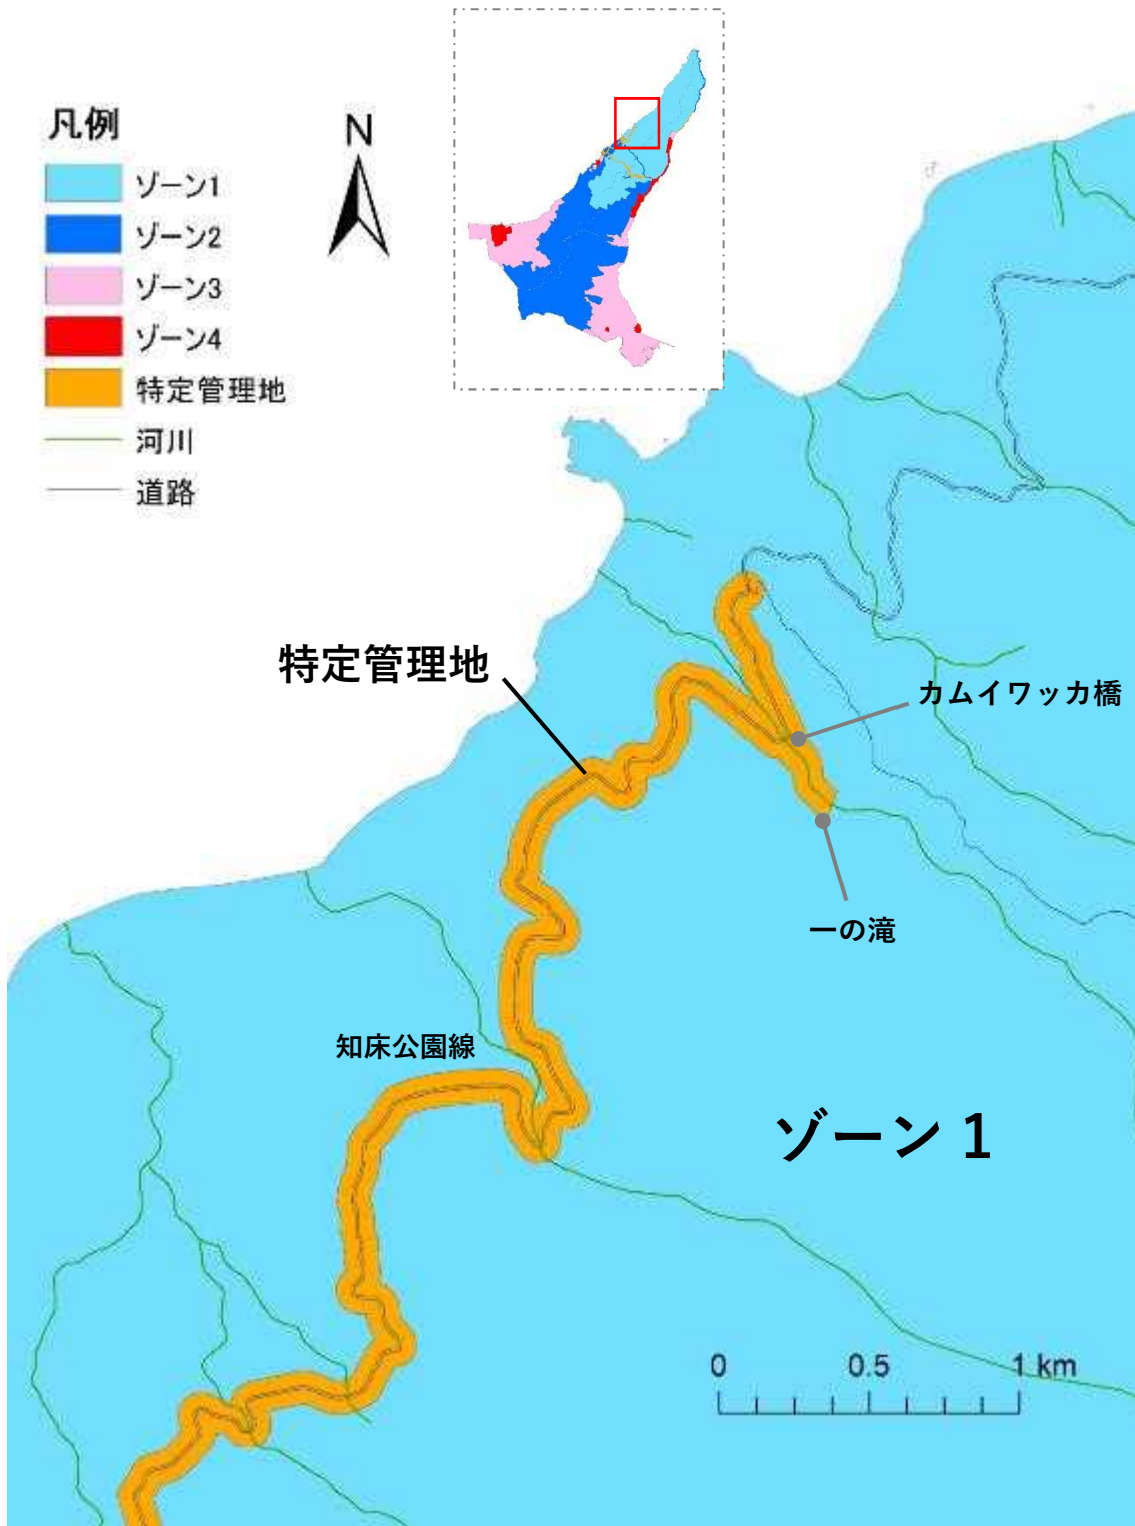 凡例
N
ゾーン1
ゾーン2
ゾーン3
ゾーン4
特定管理地
河川
道路
特定管理地
カムイワッカ橋
一の滝
知床公園線
ゾーン 1
0 0.5 1 km